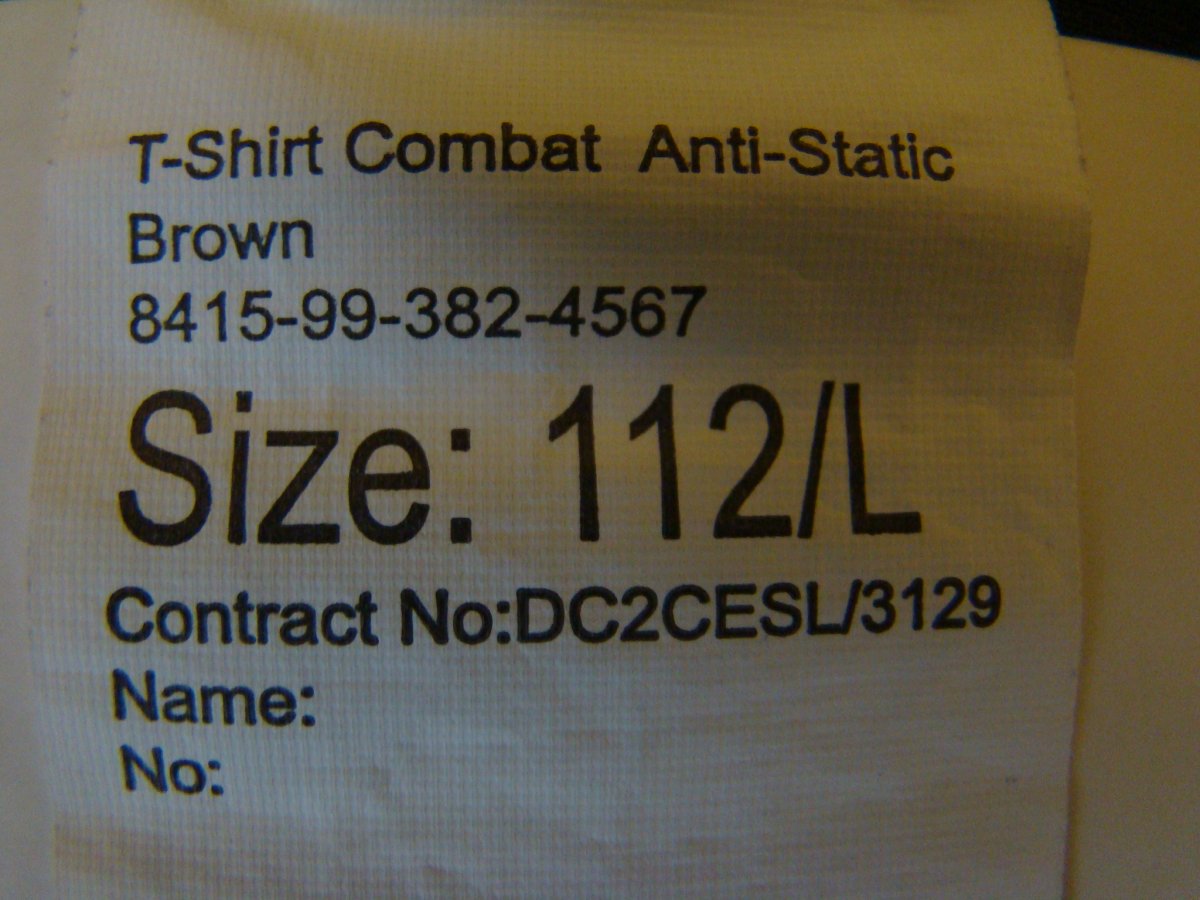 T-Shirt Combat Anti-Static
Brown
8415-99-382-4567
Size: 112/L
Contract No:DC2CESL/3129
Name:
No: